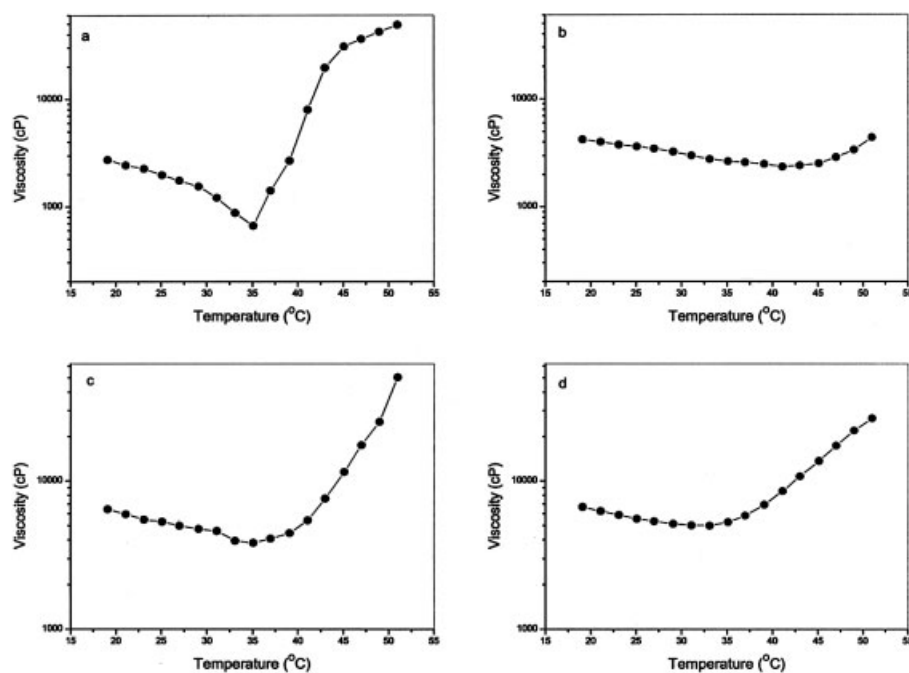 a
10000
1000
Viscosity (cP)
15 20 25 30 35 40 45 50 55
Temperature (°C)
b
10000
1000
Viscosity (cP)
15 20 25 30 35 40 45 50 55
Temperature (°C)
c
10000
1000
Viscosity (cP)
15 20 25 30 35 40 45 50 55
Temperature (°C)
d
10000
1000
Viscosity (cP)
15 20 25 30 35 40 45 50 55
Temperature (°C)